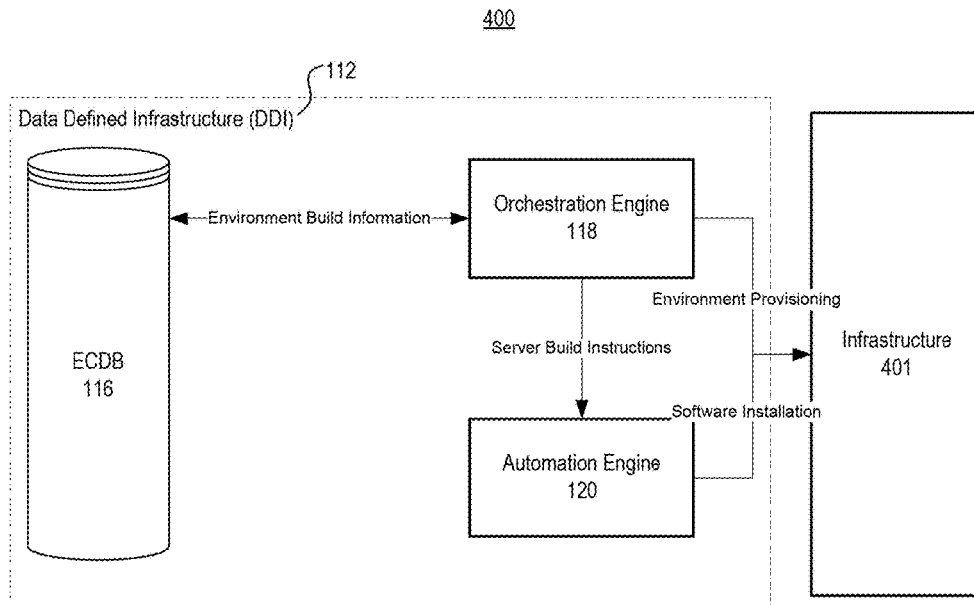 400
112
Data Defined Infrastructure (DDI)
Orchestration Engine
118
Environment Build Information
Environment Provisioning
Server Build Instructions
Infrastructure
401
ECDB
116
Software Installation
Automation Engine
120